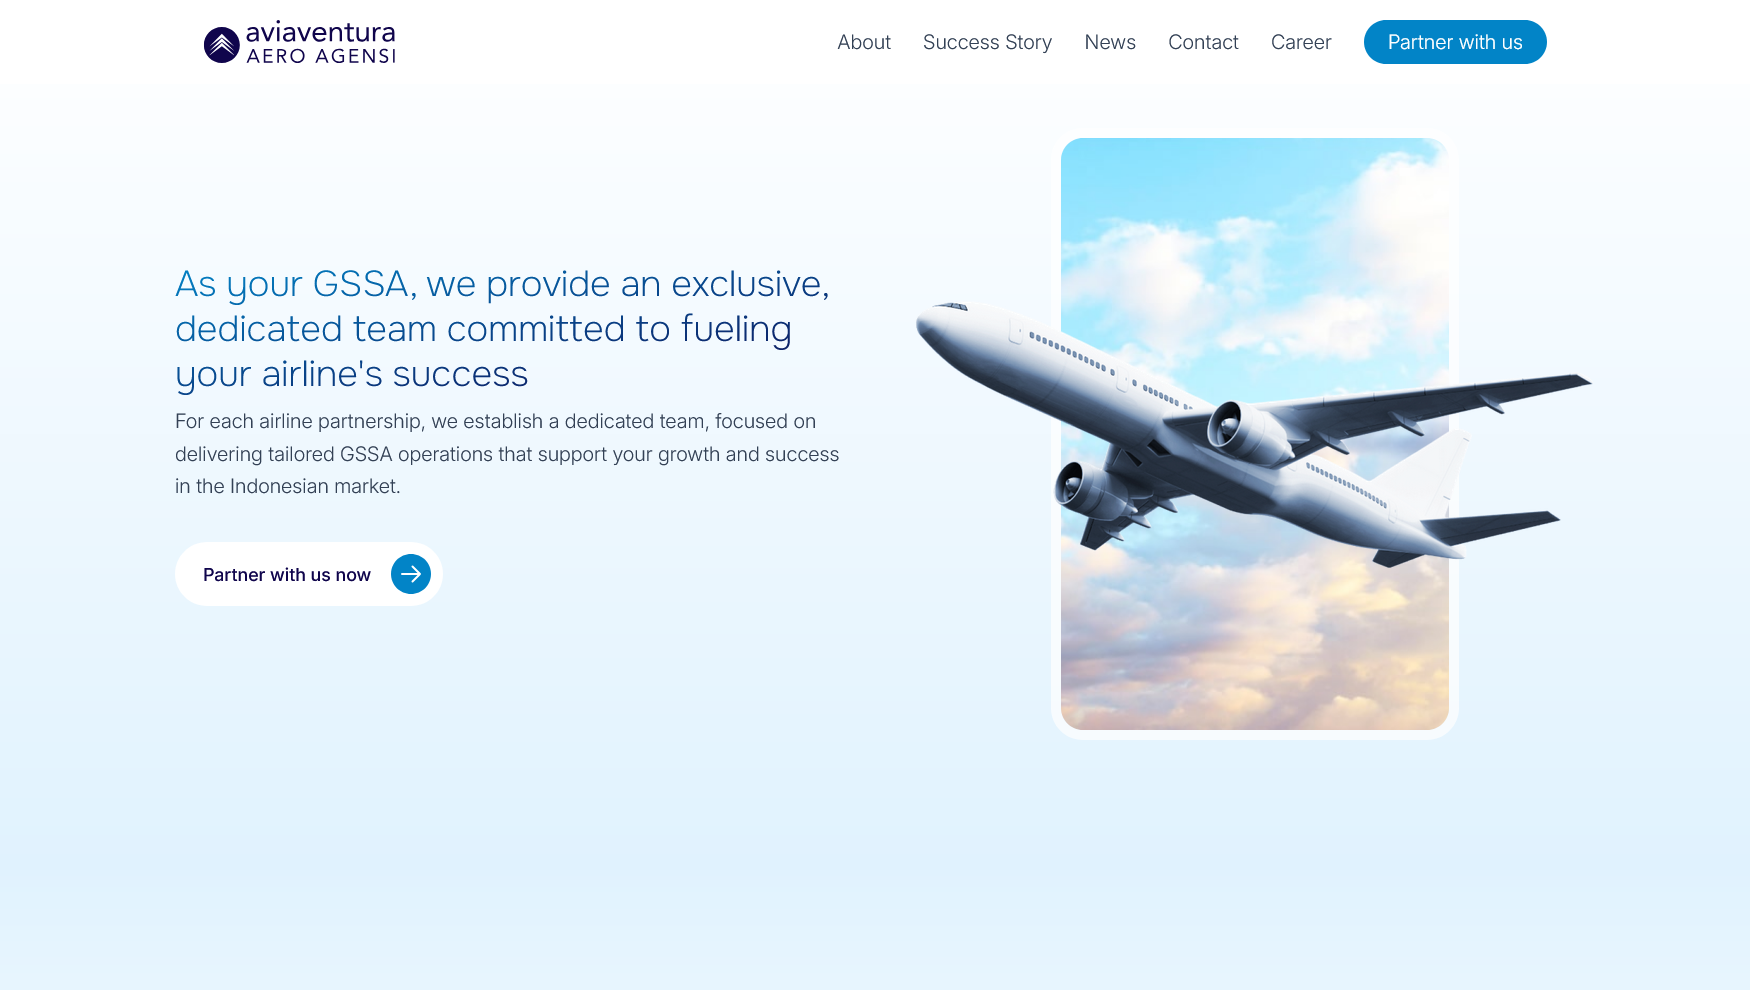 aviaventura
AERO AGENSI
About
Success Story
News
Contact
Career
Partner with us
As your GSSA, we provide an exclusive,
dedicated team committed to fueling
your airline's success
For each airline partnership, we establish a dedicated team, focused on
delivering tailored GSSA operations that support your growth and success
in the Indonesian market.
Partner with us now